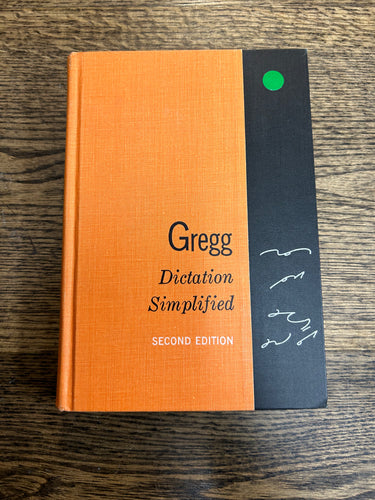 Gregg
Dictation
Simplified
SECOND EDITION